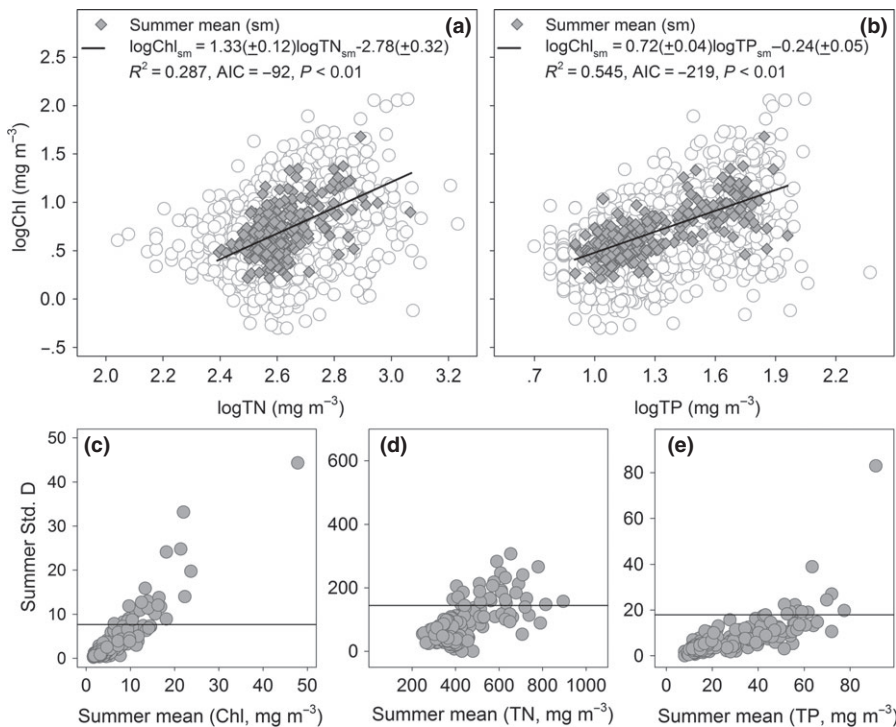 Summer mean (sm) (a)
logChl_sm = 1.33(±0.12)logTN_sm-2.78(±0.32)
R² = 0.287, AIC = −92, P < 0.01
Summer mean (sm) (b)
logChl_sm = 0.72(±0.04)logTP_sm−0.24(±0.05)
R² = 0.545, AIC = −219, P < 0.01
logChl (mg m⁻³)
2.5
2.0
1.5
1.0
.5
0.0
−.5
2.0 2.2 2.4 2.6 2.8 3.0 3.2
logTN (mg m⁻³)
.7 1.0 1.3 1.6 1.9 2.2
logTP (mg m⁻³)
(c)
Summer Std. D
50
40
30
20
10
0
0 10 20 30 40 50
Summer mean (Chl, mg m⁻³)
(d)
600
400
200
0
200 400 600 800 1000
Summer mean (TN, mg m⁻³)
(e)
80
60
40
20
0
0 20 40 60 80 100
Summer mean (TP, mg m⁻³)